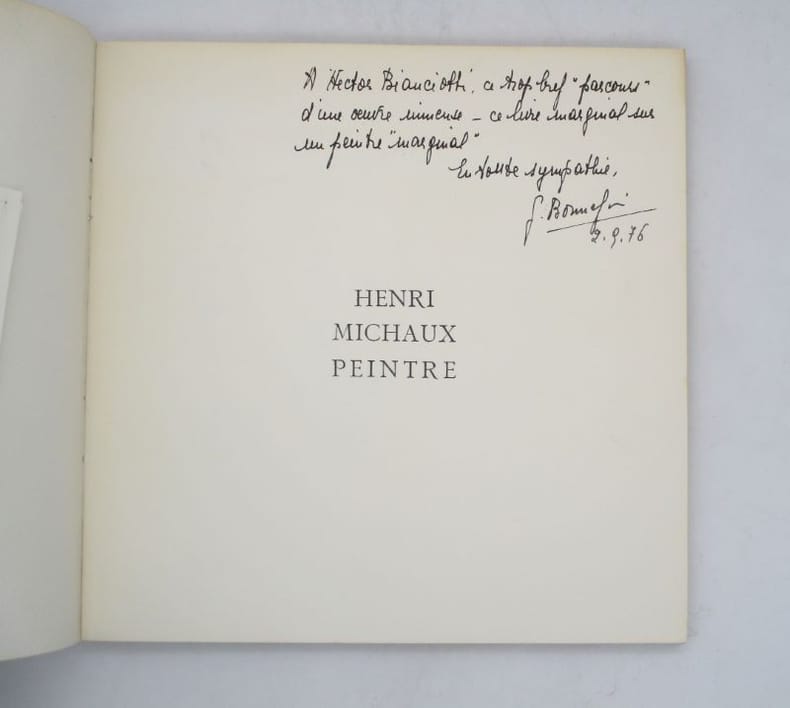 A Hector Bianciotti, ce trop bref "parcours"
d'une œuvre immense - ce livre marginal sur
un peintre "marginal"
En toute sympathie,
G. Bonnefoi
2.9.76
HENRI
MICHAUX
PEINTRE